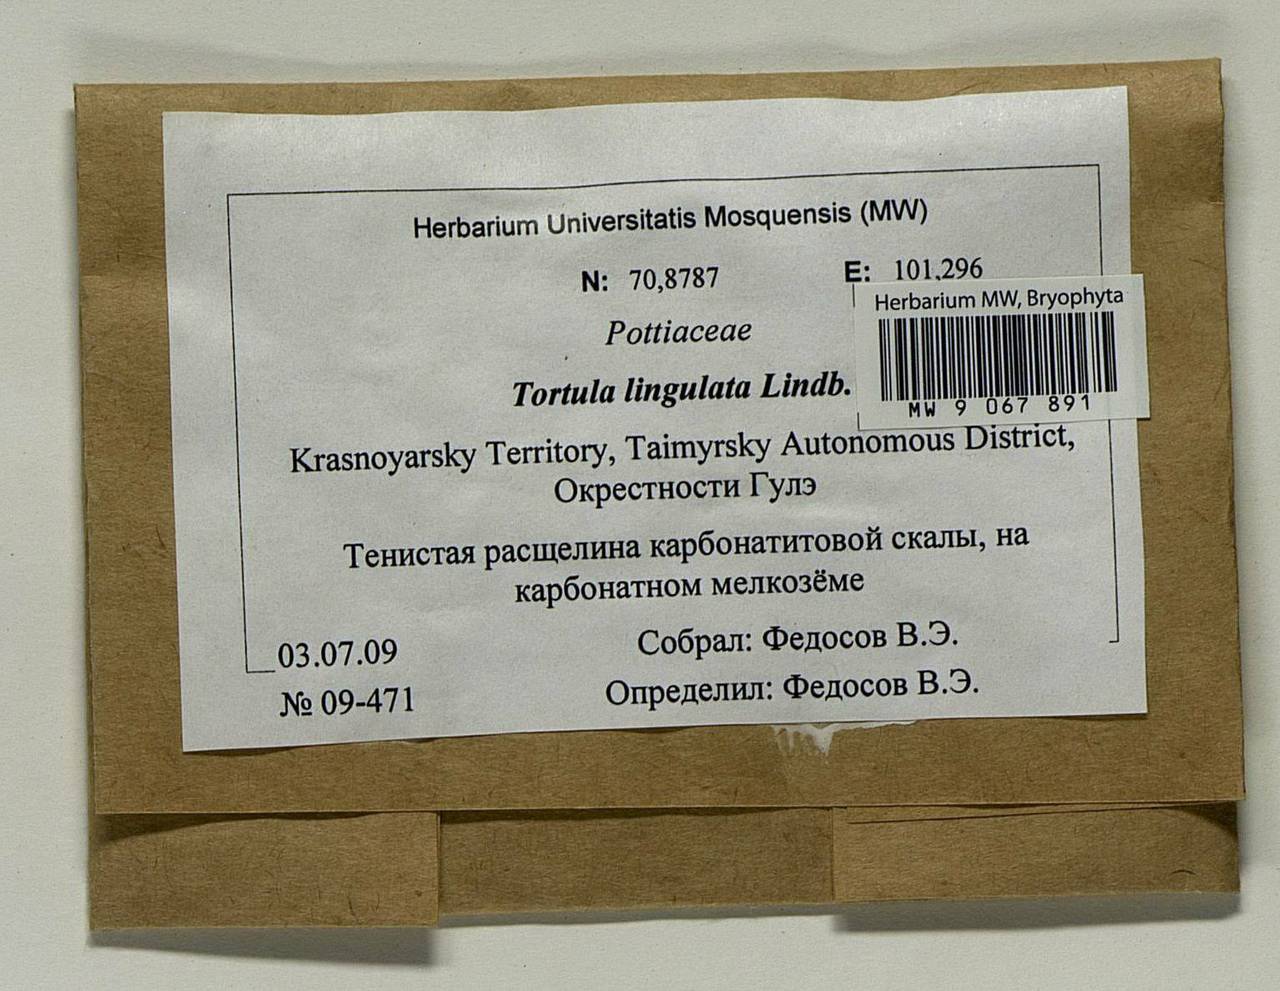 Herbarium Universitatis Mosquensis (MW)
N: 70,8787 E: 101,296
Herbarium MW, Bryophyta
MW 9 067 891
Pottiaceae
Tortula lingulata Lindb.
Krasnoyarsky Territory, Taimyrsky Autonomous District,
Окрестности Гулэ
Тенистая расщелина карбонатитовой скалы, на
карбонатном мелкозёме
03.07.09 Собрал: Федосов В.Э.
№ 09-471 Определил: Федосов В.Э.